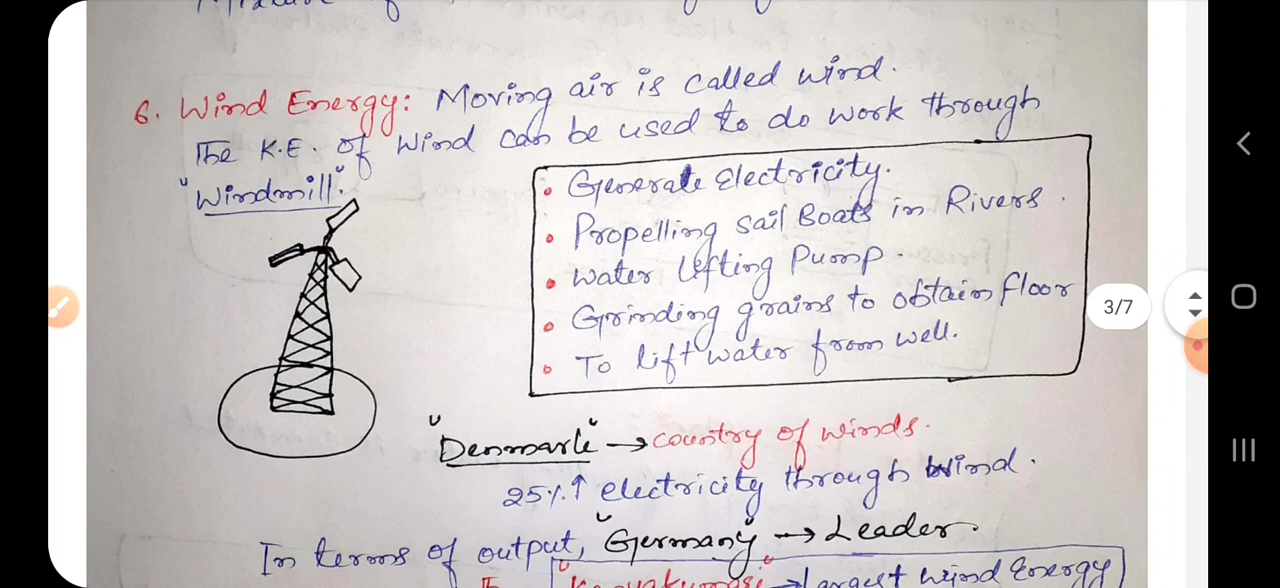 6. Wind Energy: Moving air is called wind.
The K.E. of Wind can be used to do work through
"Windmill".
• Generate Electricity.
• Propelling Sail Boats in Rivers.
• Water Lefting Pump.
• Grinding grains to obtain floor
• To lift water from well.
3/7
"Denmark" → country of winds.
25%↑ electricity through Wind.
In terms of output, "Germany" → Leader.
→ Largest Wind Energy